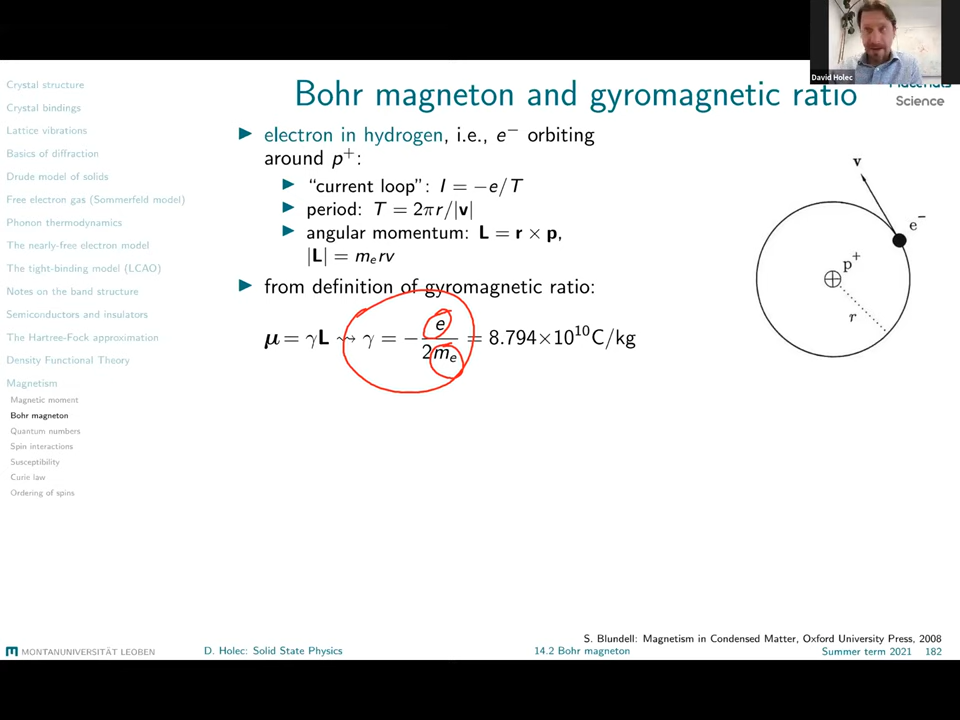 David Holec
Materials
Science
Crystal structure
Crystal bindings
Lattice vibrations
Basics of diffraction
Drude model of solids
Free electron gas (Sommerfeld model)
Phonon thermodynamics
The nearly-free electron model
The tight-binding model (LCAO)
Notes on the band structure
Semiconductors and insulators
The Hartree-Fock approximation
Density Functional Theory
Magnetism
Magnetic moment
Bohr magneton
Quantum numbers
Spin interactions
Susceptibility
Curie law
Ordering of spins
Bohr magneton and gyromagnetic ratio
▶ electron in hydrogen, i.e., e⁻ orbiting
around p⁺:
▶ “current loop”: I = −e/T
▶ period: T = 2πr/|v|
▶ angular momentum: L = r × p,
|L| = mₑrv
▶ from definition of gyromagnetic ratio:
μ = γL ⇝ γ = −e/2mₑ = 8.794×10¹⁰C/kg
v
e⁻
p⁺
r
S. Blundell: Magnetism in Condensed Matter, Oxford University Press, 2008
MONTANUNIVERSITÄT LEOBEN
D. Holec: Solid State Physics
14.2 Bohr magneton
Summer term 2021 182